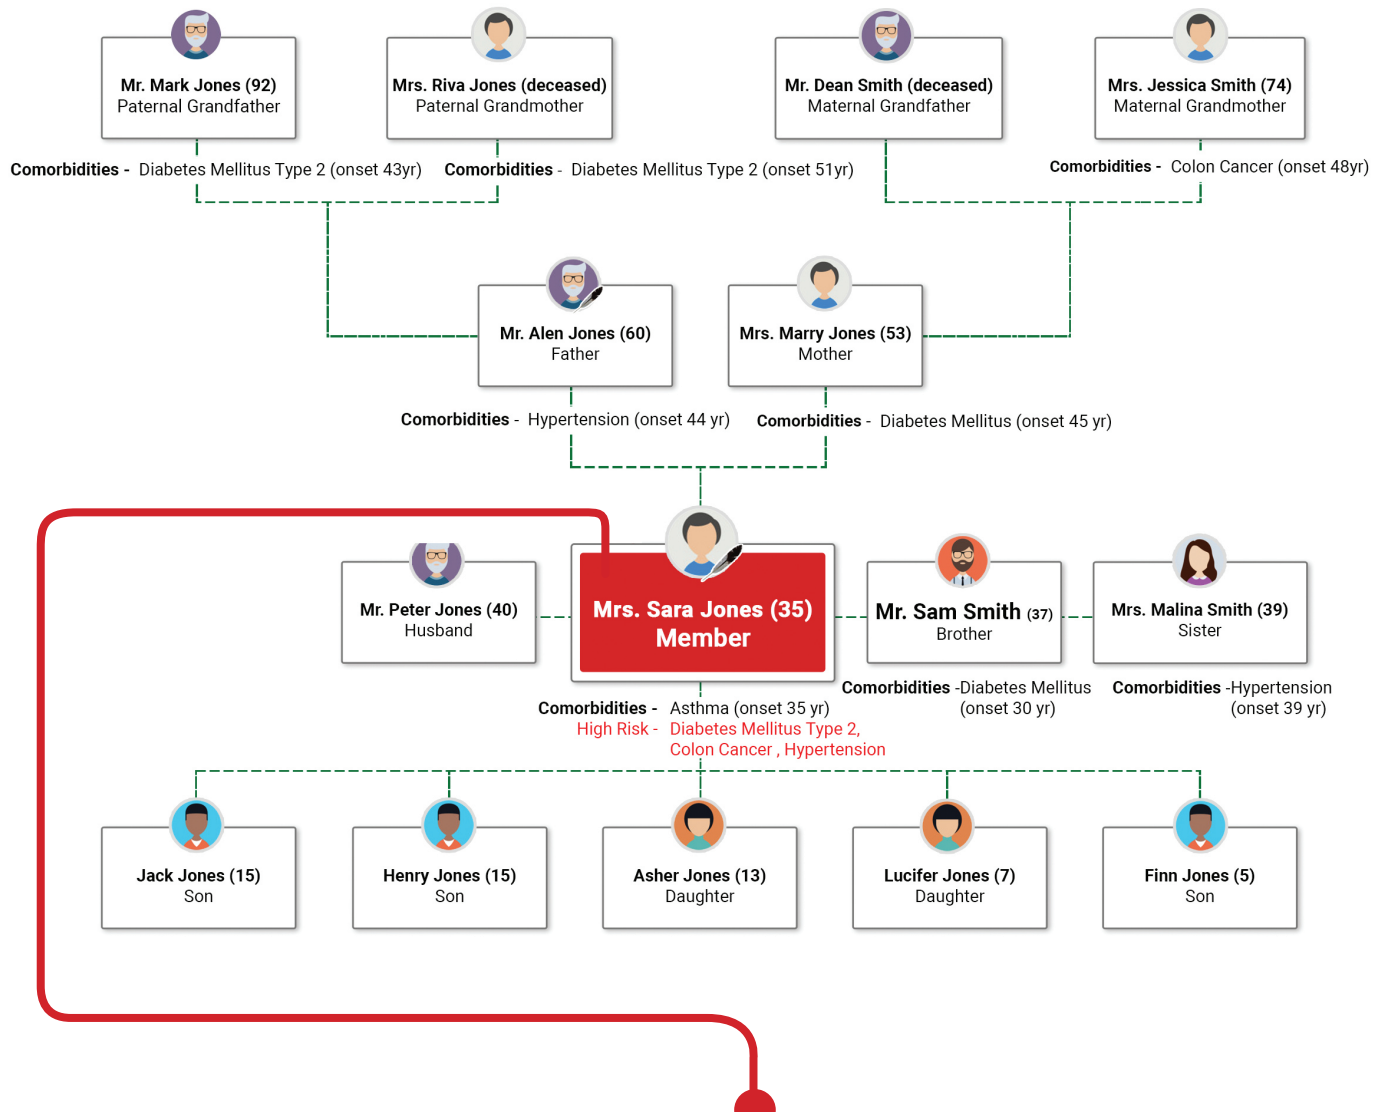 Mr. Mark Jones (92)
Paternal Grandfather
Mrs. Riva Jones (deceased)
Paternal Grandmother
Mr. Dean Smith (deceased)
Maternal Grandfather
Mrs. Jessica Smith (74)
Maternal Grandmother
Comorbidities - Diabetes Mellitus Type 2 (onset 43yr)
Comorbidities - Diabetes Mellitus Type 2 (onset 51yr)
Comorbidities - Colon Cancer (onset 48yr)
Mr. Alen Jones (60)
Father
Mrs. Marry Jones (53)
Mother
Comorbidities - Hypertension (onset 44 yr)
Comorbidities - Diabetes Mellitus (onset 45 yr)
Mr. Peter Jones (40)
Husband
Mrs. Sara Jones (35)
Member
Mr. Sam Smith (37)
Brother
Mrs. Malina Smith (39)
Sister
Comorbidities - Asthma (onset 35 yr)
High Risk - Diabetes Mellitus Type 2,
Colon Cancer , Hypertension
Comorbidities -Diabetes Mellitus
(onset 30 yr)
Comorbidities -Hypertension
(onset 39 yr)
Jack Jones (15)
Son
Henry Jones (15)
Son
Asher Jones (13)
Daughter
Lucifer Jones (7)
Daughter
Finn Jones (5)
Son